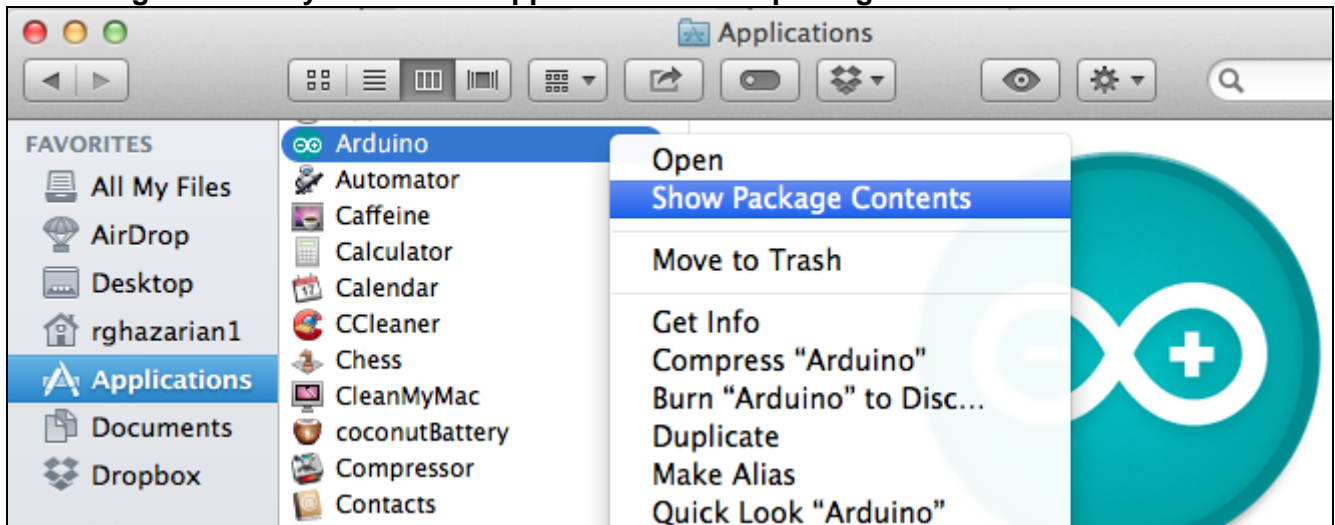 Applications
FAVORITES
All My Files
AirDrop
Desktop
rghazarian1
Applications
Documents
Dropbox
Arduino
Automator
Caffeine
Calculator
Calendar
CCleaner
Chess
CleanMyMac
coconutBattery
Compressor
Contacts
Open
Show Package Contents
Move to Trash
Get Info
Compress “Arduino”
Burn “Arduino” to Disc...
Duplicate
Make Alias
Quick Look “Arduino”